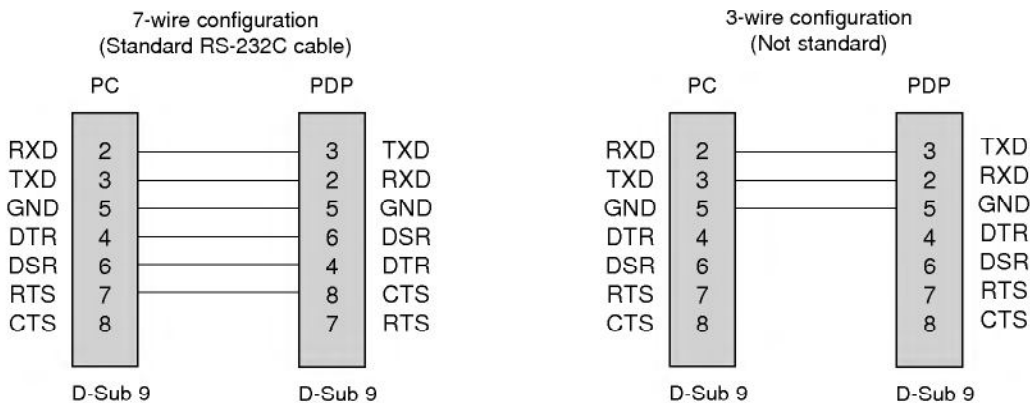 7-wire configuration
(Standard RS-232C cable)
PC PDP
RXD 2 3 TXD
TXD 3 2 RXD
GND 5 5 GND
DTR 4 6 DSR
DSR 6 4 DTR
RTS 7 8 CTS
CTS 8 7 RTS
D-Sub 9 D-Sub 9
3-wire configuration
(Not standard)
PC PDP
RXD 2 3 TXD
TXD 3 2 RXD
GND 5 5 GND
DTR 4 4 DTR
DSR 6 6 DSR
RTS 7 7 RTS
CTS 8 8 CTS
D-Sub 9 D-Sub 9